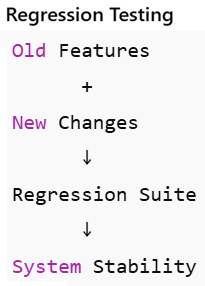 Regression Testing
Old Features
+
New Changes
↓
Regression Suite
↓
System Stability